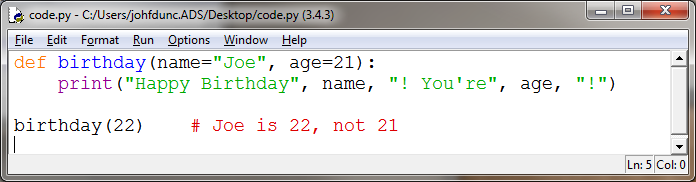 code.py - C:/Users/johfdunc.ADS/Desktop/code.py (3.4.3)
File Edit Format Run Options Window Help
def birthday(name="Joe", age=21):
    print("Happy Birthday", name, "! You're", age, "!")
birthday(22)    # Joe is 22, not 21
Ln: 5 Col: 0